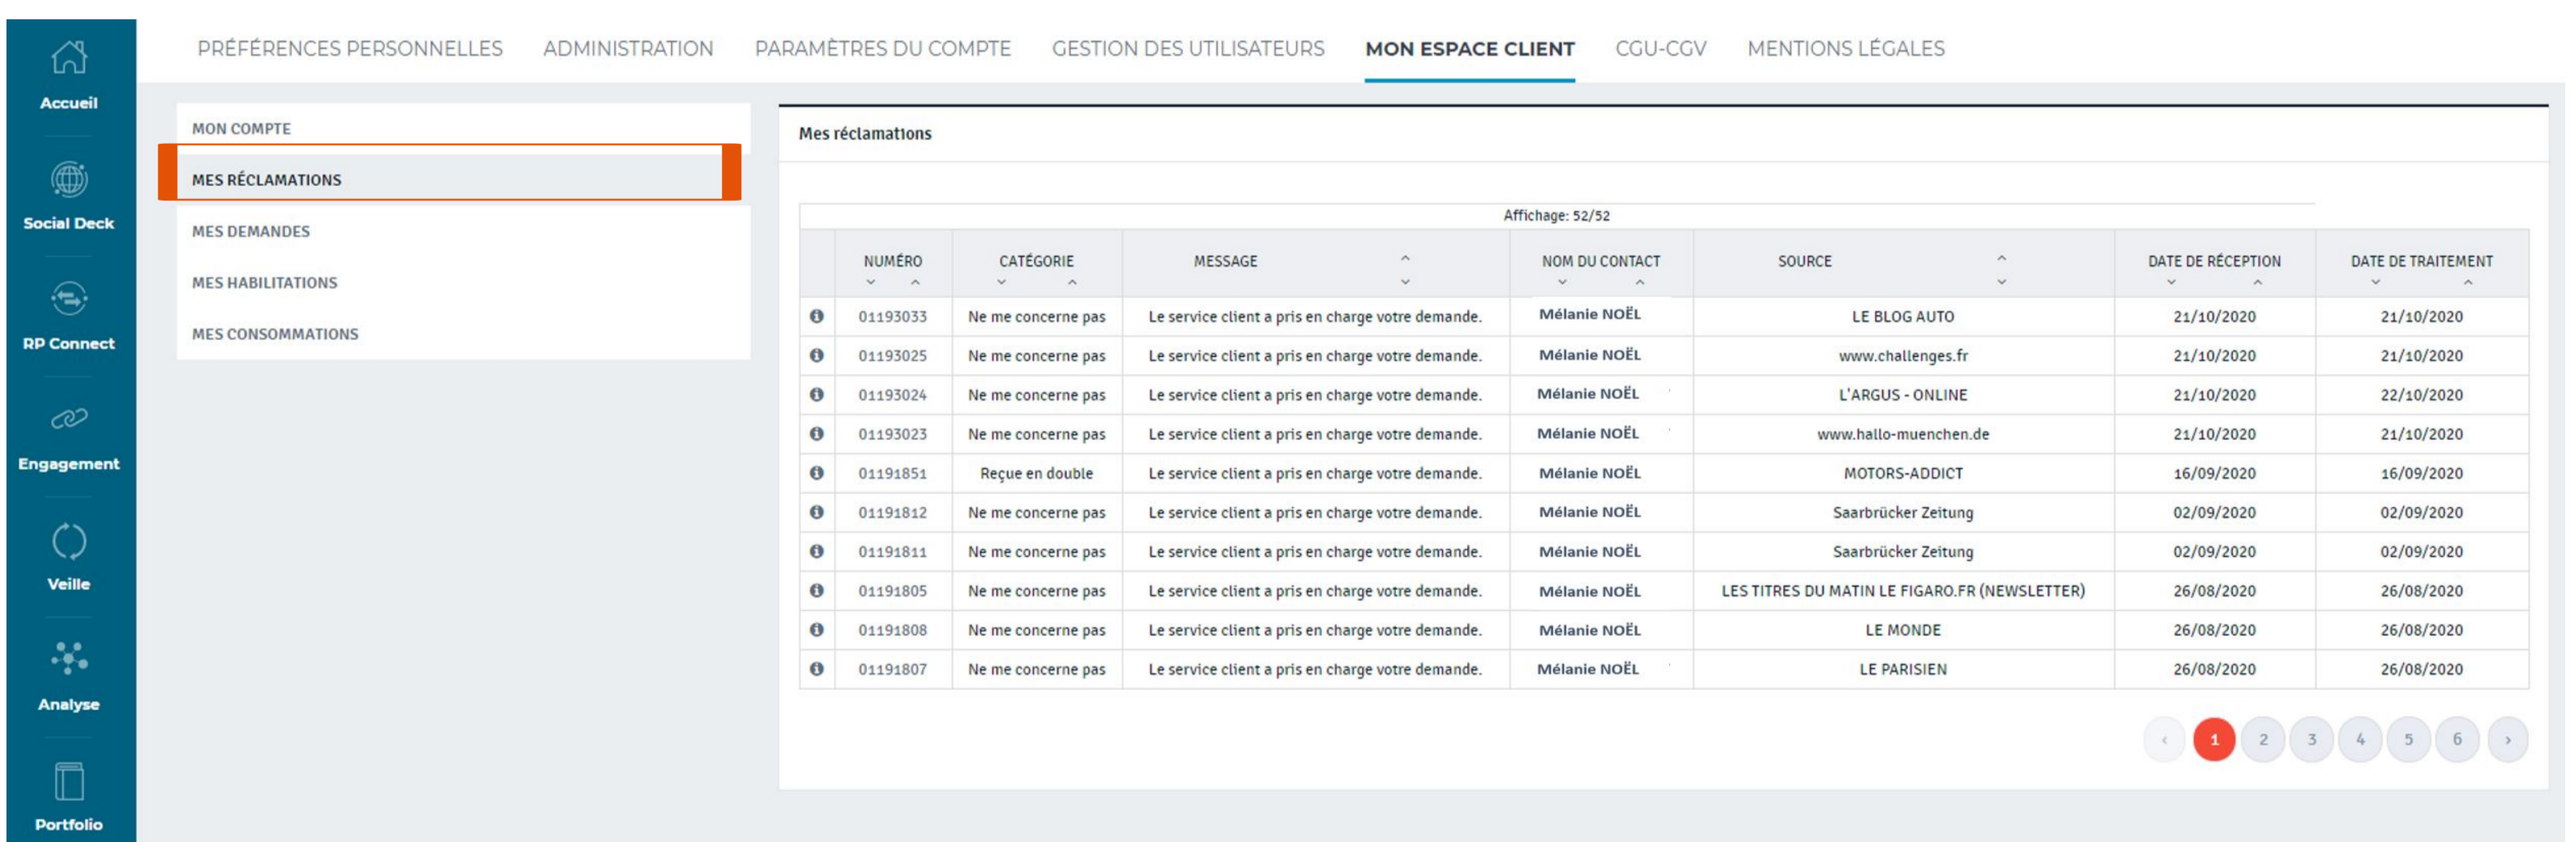 PRÉFÉRENCES PERSONNELLES ADMINISTRATION PARAMÈTRES DU COMPTE GESTION DES UTILISATEURS MON ESPACE CLIENT CGU-CGV MENTIONS LÉGALES
Accueil
Social Deck
RP Connect
Engagement
Veille
Analyse
Portfolio
MON COMPTE
MES RÉCLAMATIONS
MES DEMANDES
MES HABILITATIONS
MES CONSOMMATIONS
Mes réclamations
Affichage: 52/52
NUMÉRO CATÉGORIE MESSAGE NOM DU CONTACT SOURCE DATE DE RÉCEPTION DATE DE TRAITEMENT
01193033 Ne me concerne pas Le service client a pris en charge votre demande. Mélanie NOËL LE BLOG AUTO 21/10/2020 21/10/2020
01193025 Ne me concerne pas Le service client a pris en charge votre demande. Mélanie NOËL www.challenges.fr 21/10/2020 21/10/2020
01193024 Ne me concerne pas Le service client a pris en charge votre demande. Mélanie NOËL L'ARGUS - ONLINE 21/10/2020 22/10/2020
01193023 Ne me concerne pas Le service client a pris en charge votre demande. Mélanie NOËL www.hallo-muenchen.de 21/10/2020 21/10/2020
01191851 Reçue en double Le service client a pris en charge votre demande. Mélanie NOËL MOTORS-ADDICT 16/09/2020 16/09/2020
01191812 Ne me concerne pas Le service client a pris en charge votre demande. Mélanie NOËL Saarbrücker Zeitung 02/09/2020 02/09/2020
01191811 Ne me concerne pas Le service client a pris en charge votre demande. Mélanie NOËL Saarbrücker Zeitung 02/09/2020 02/09/2020
01191805 Ne me concerne pas Le service client a pris en charge votre demande. Mélanie NOËL LES TITRES DU MATIN LE FIGARO.FR (NEWSLETTER) 26/08/2020 26/08/2020
01191808 Ne me concerne pas Le service client a pris en charge votre demande. Mélanie NOËL LE MONDE 26/08/2020 26/08/2020
01191807 Ne me concerne pas Le service client a pris en charge votre demande. Mélanie NOËL LE PARISIEN 26/08/2020 26/08/2020
‹ 1 2 3 4 5 6 ›